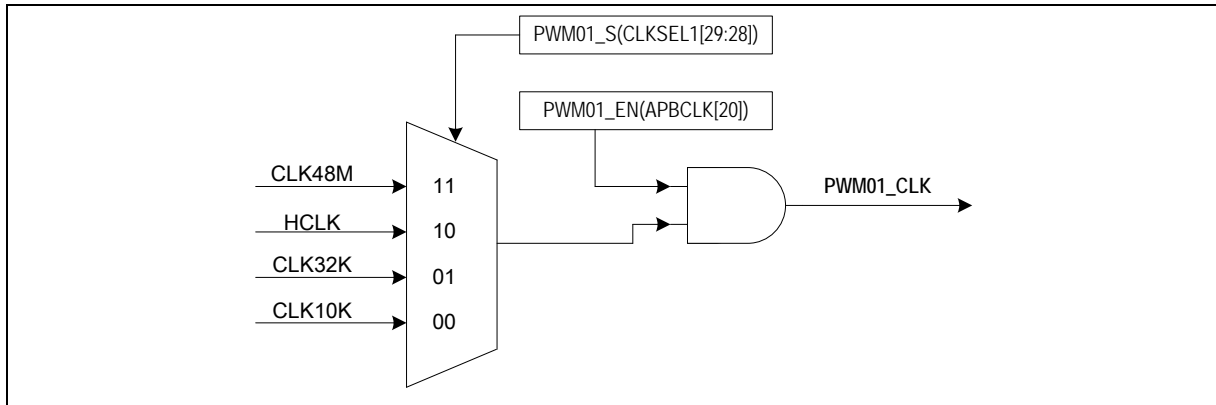 PWM01_S(CLKSEL1[29:28])
PWM01_EN(APBCLK[20])
CLK48M
11
PWM01_CLK
HCLK
10
CLK32K
01
CLK10K
00